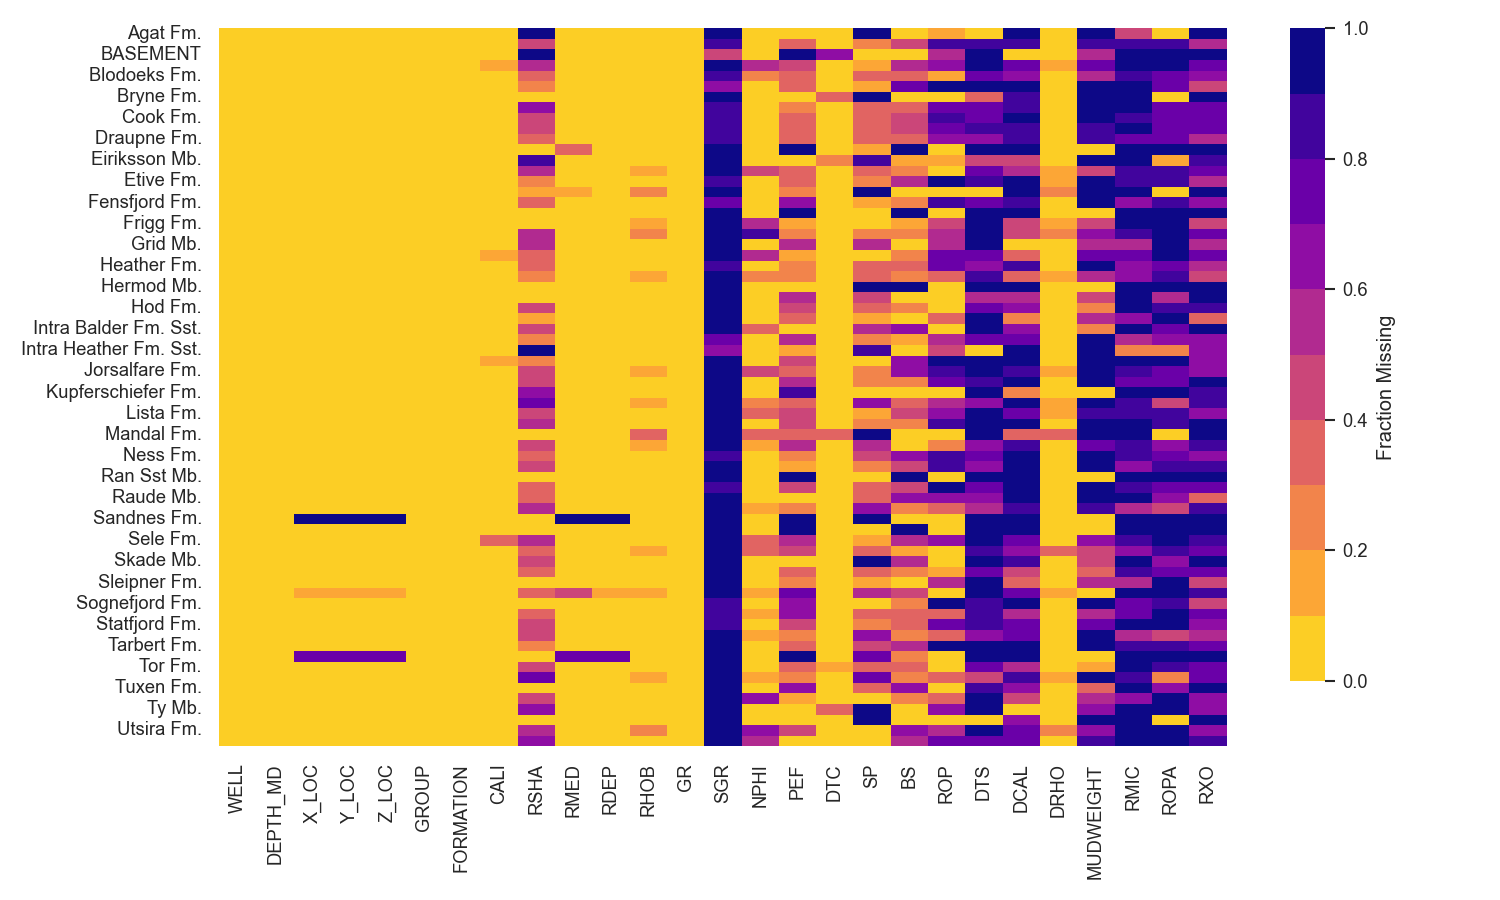 Agat Fm.
BASEMENT
Blodoeks Fm.
Bryne Fm.
Cook Fm.
Draupne Fm.
Eiriksson Mb.
Etive Fm.
Fensfjord Fm.
Frigg Fm.
Grid Mb.
Heather Fm.
Hermod Mb.
Hod Fm.
Intra Balder Fm. Sst.
Intra Heather Fm. Sst.
Jorsalfare Fm.
Kupferschiefer Fm.
Lista Fm.
Mandal Fm.
Ness Fm.
Ran Sst Mb.
Raude Mb.
Sandnes Fm.
Sele Fm.
Skade Mb.
Sleipner Fm.
Sognefjord Fm.
Statfjord Fm.
Tarbert Fm.
Tor Fm.
Tuxen Fm.
Ty Mb.
Utsira Fm.
WELL
DEPTH_MD
X_LOC
Y_LOC
Z_LOC
GROUP
FORMATION
CALI
RSHA
RMED
RDEP
RHOB
GR
SGR
NPHI
PEF
DTC
SP
BS
ROP
DTS
DCAL
DRHO
MUDWEIGHT
RMIC
ROPA
RXO
1.0
0.8
0.6
0.4
0.2
0.0
Fraction Missing